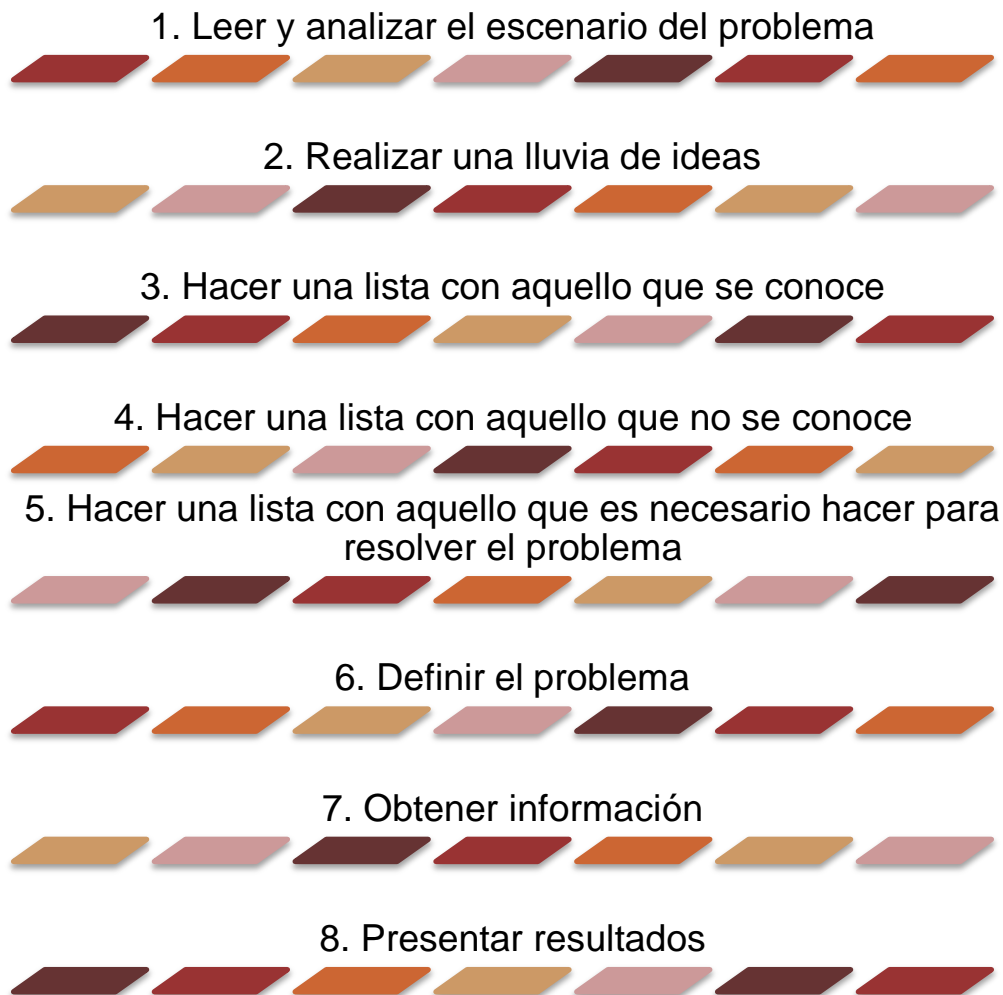 1. Leer y analizar el escenario del problema
2. Realizar una lluvia de ideas
3. Hacer una lista con aquello que se conoce
4. Hacer una lista con aquello que no se conoce
5. Hacer una lista con aquello que es necesario hacer para
resolver el problema
6. Definir el problema
7. Obtener información
8. Presentar resultados